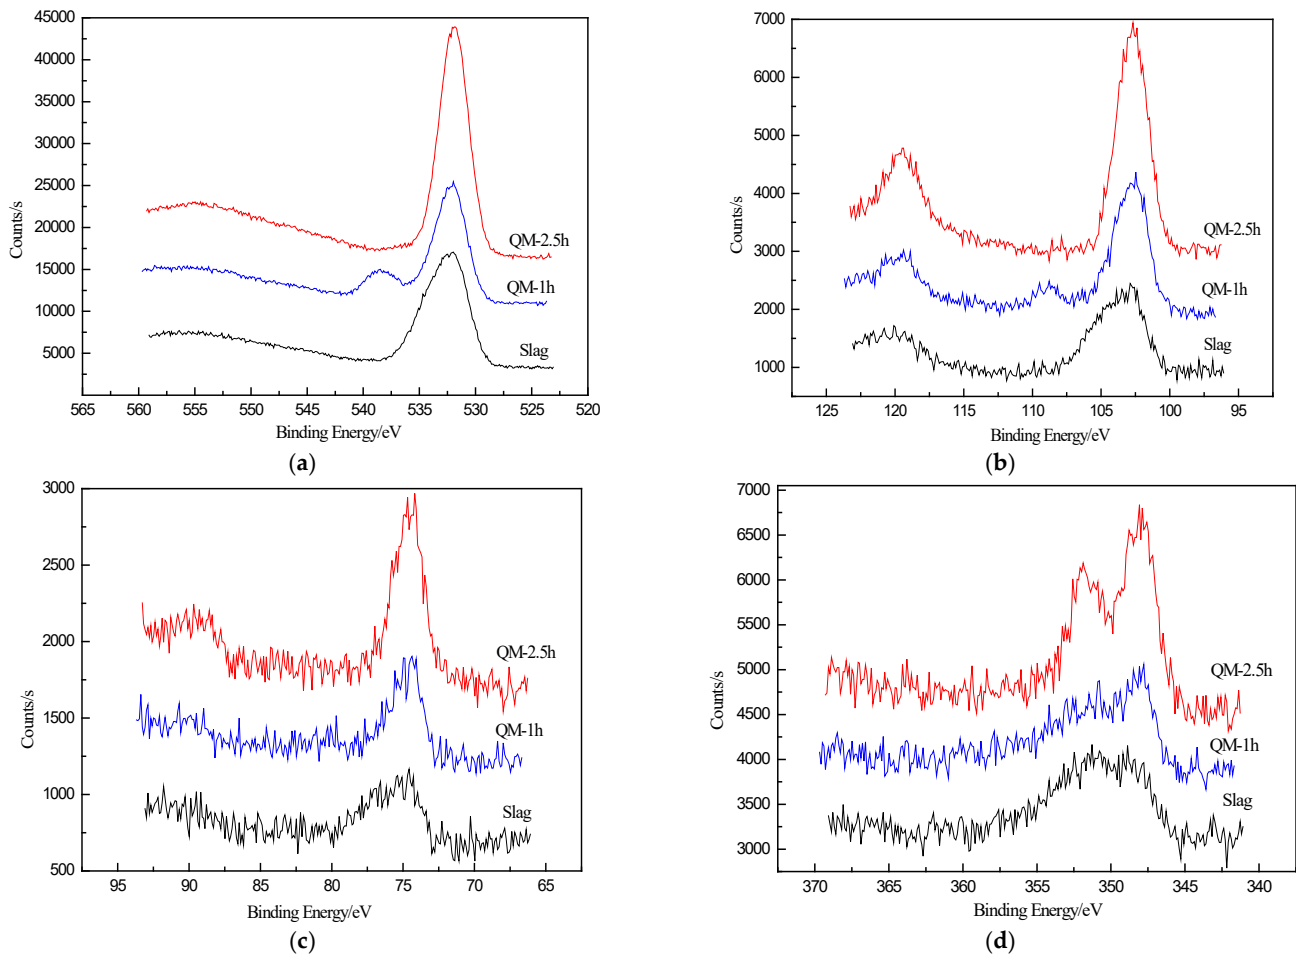 45000
40000
35000
30000
25000
20000
15000
10000
5000
Counts/s
QM-2.5h
QM-1h
Slag
565 560 555 550 545 540 535 530 525 520
Binding Energy/eV
(a)
7000
6000
5000
4000
3000
2000
1000
Counts/s
QM-2.5h
QM-1h
Slag
125 120 115 110 105 100 95
Binding Energy/eV
(b)
3000
2500
2000
1500
1000
500
Counts/s
QM-2.5h
QM-1h
Slag
95 90 85 80 75 70 65
Binding Energy/eV
(c)
7000
6500
6000
5500
5000
4500
4000
3500
3000
Counts/s
QM-2.5h
QM-1h
Slag
370 365 360 355 350 345 340
Binding Energy/eV
(d)